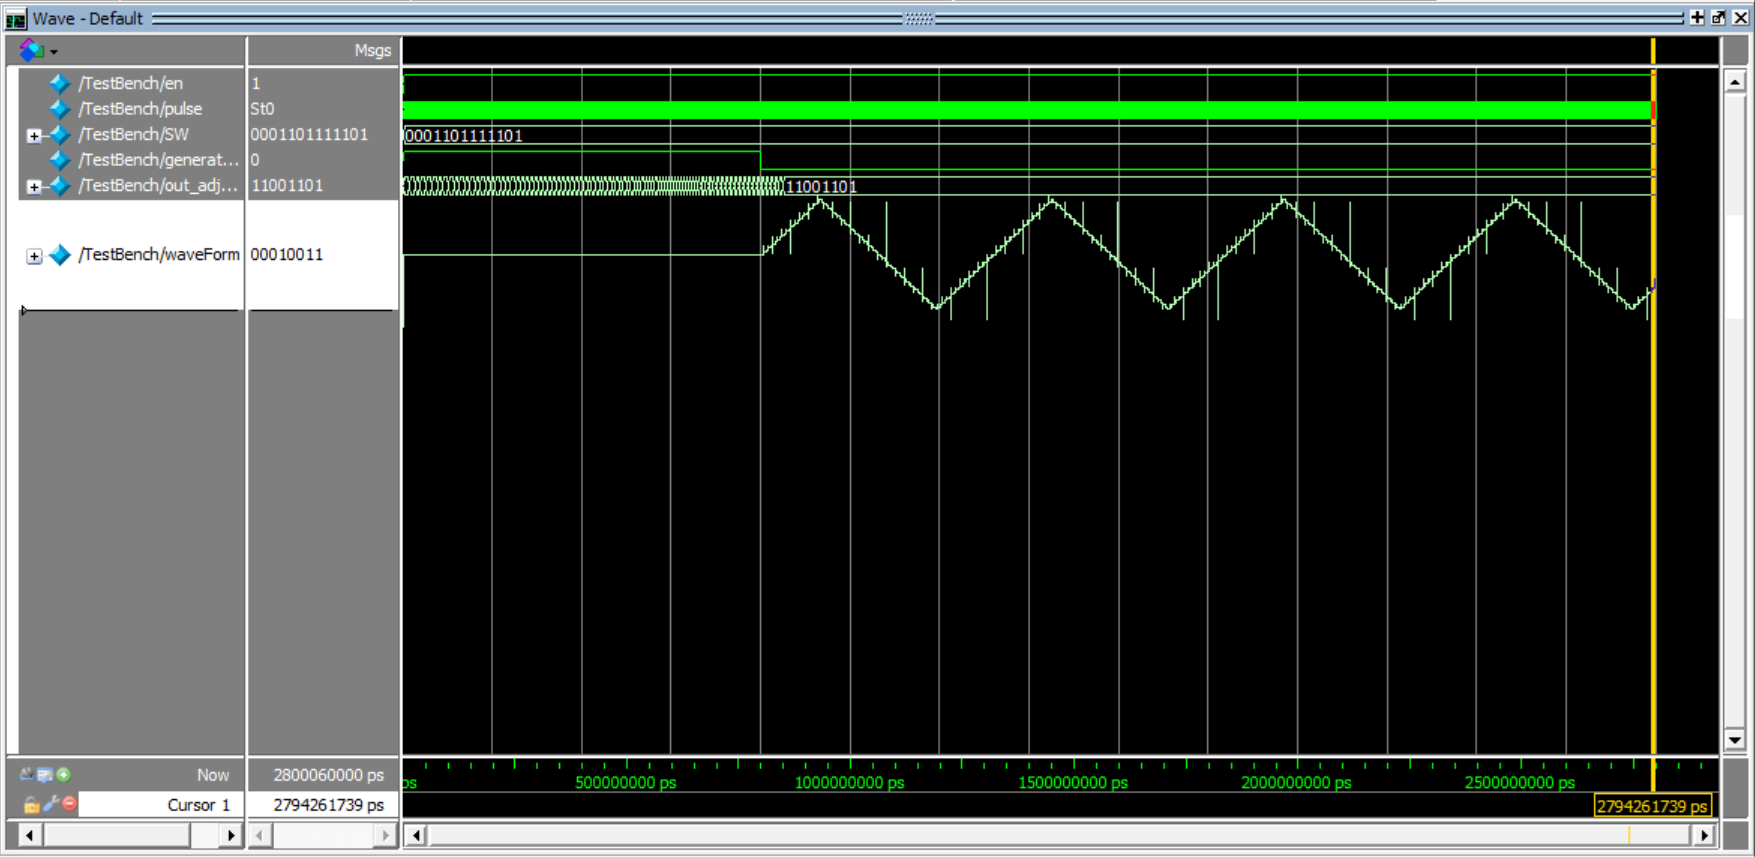 Wave - Default
Msgs
/TestBench/en 1
/TestBench/pulse St0
/TestBench/SW 0001101111101 0001101111101
/TestBench/generat... 0
/TestBench/out_adj... 11001101 11001101
/TestBench/waveForm 00010011
Now 2800060000 ps ps 500000000 ps 1000000000 ps 1500000000 ps 2000000000 ps 2500000000 ps
Cursor 1 2794261739 ps 2794261739 ps